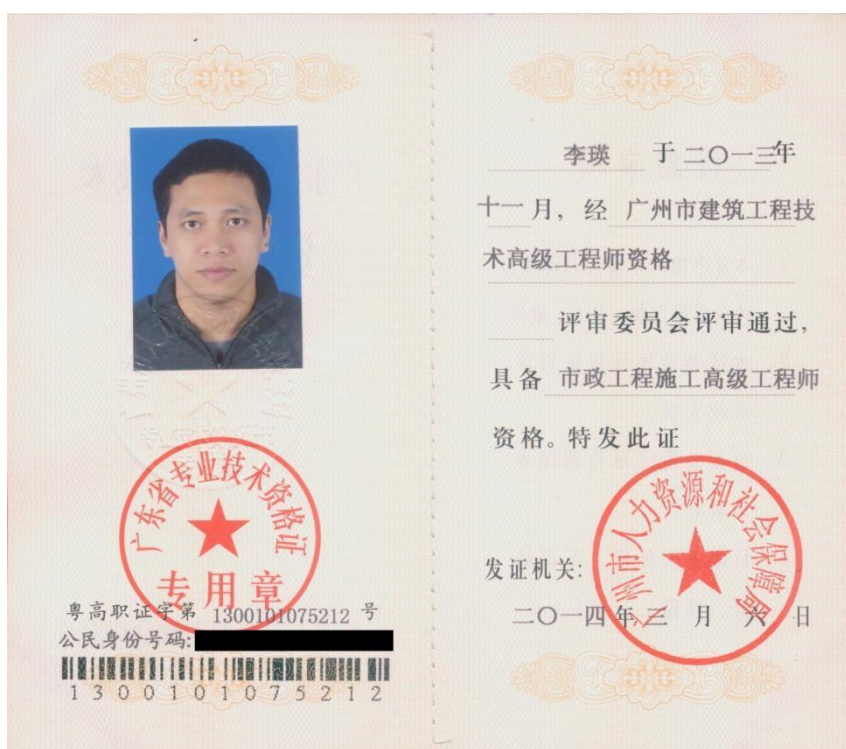 广东省专业技术资格证
专用章
粤高职证字第 1300101075212 号
公民身份号码:
1300101075212
李瑛 于 二〇一三年
十一月，经 广州市建筑工程技
术高级工程师资格
评审委员会评审通过，
具备 市政工程施工高级工程师
资格。特发此证
广州市人力资源和社会保障局
发证机关:
二〇一四年 三 月 六 日